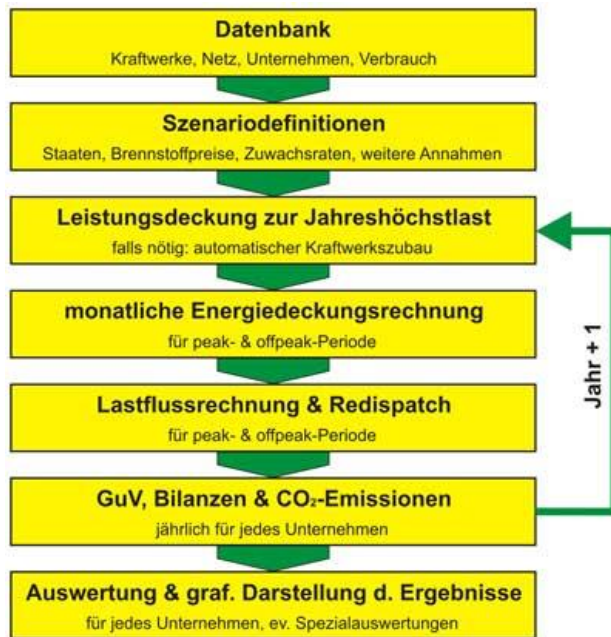 Datenbank
Kraftwerke, Netz, Unternehmen, Verbrauch
Szenariodefinitionen
Staaten, Brennstoffpreise, Zuwachsraten, weitere Annahmen
Leistungsdeckung zur Jahreshöchstlast
falls nötig: automatischer Kraftwerkszubau
monatliche Energiedeckungsrechnung
für peak- & offpeak-Periode
Lastflussrechnung & Redispatch
für peak- & offpeak-Periode
GuV, Bilanzen & CO₂-Emissionen
jährlich für jedes Unternehmen
Auswertung & graf. Darstellung d. Ergebnisse
für jedes Unternehmen, ev. Spezialauswertungen
Jahr + 1